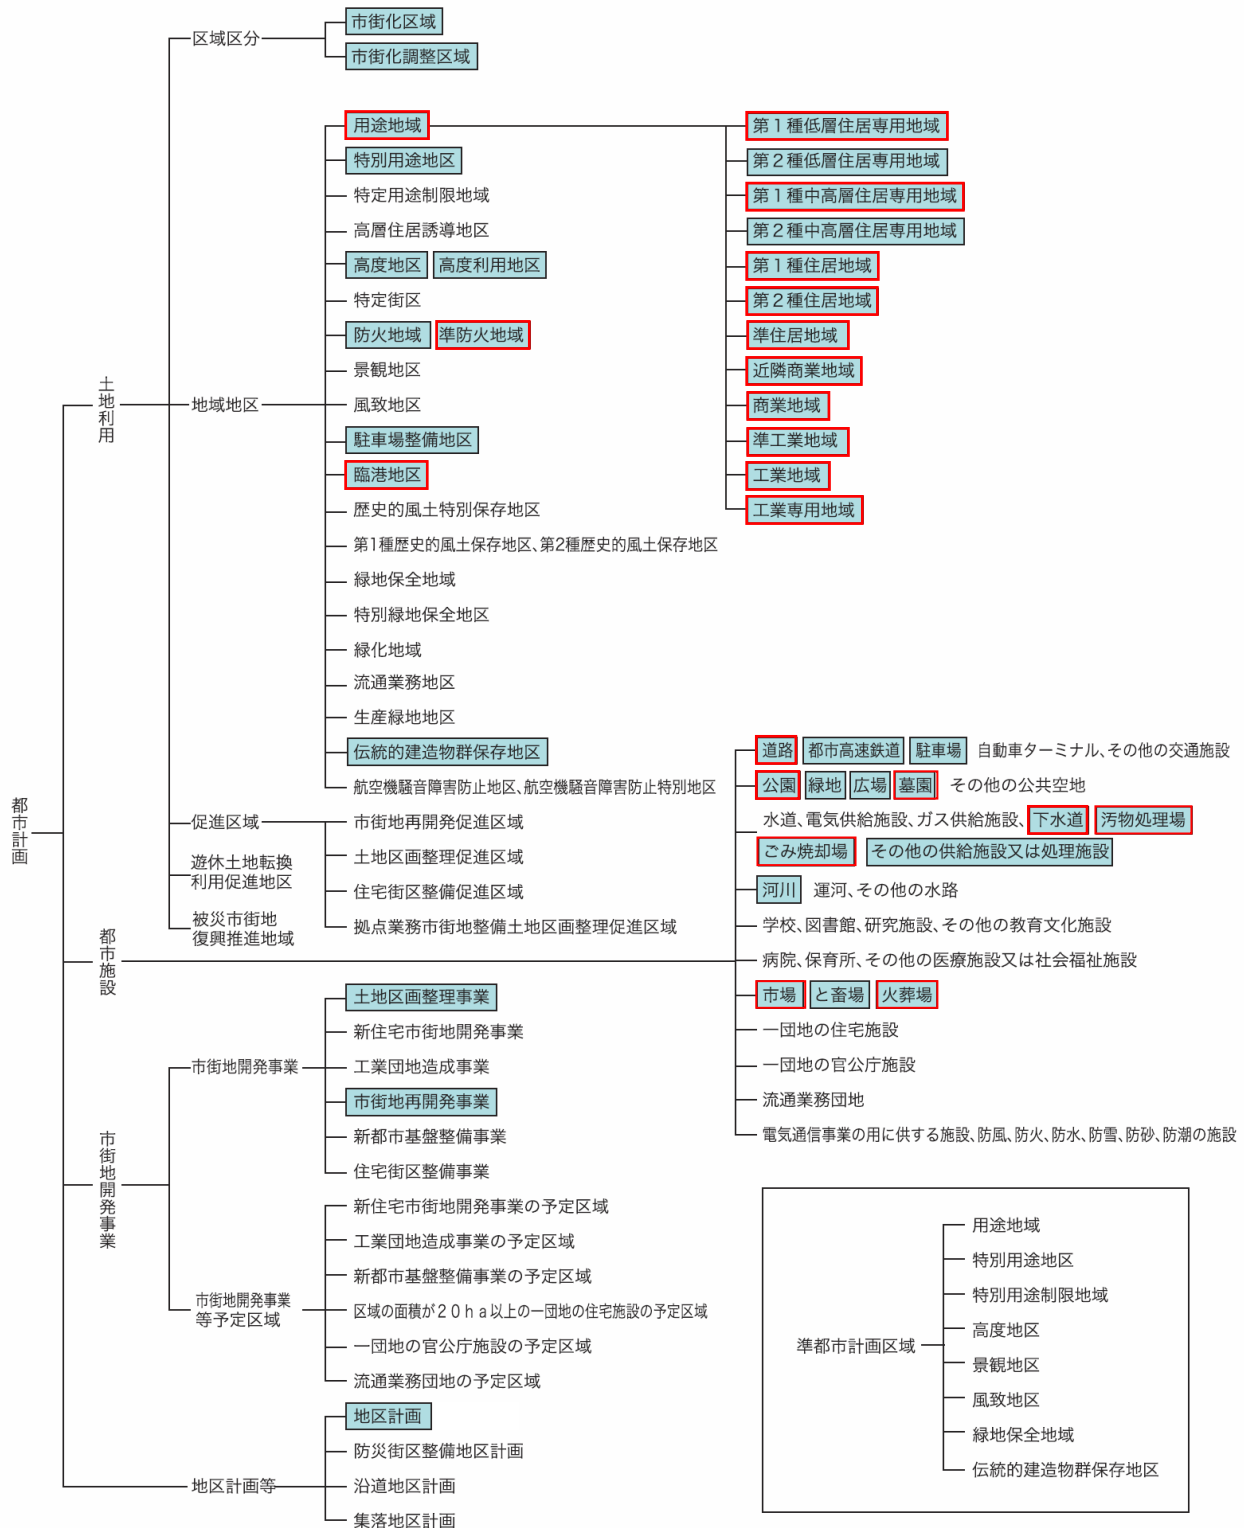 都市計画
土地利用
区域区分
市街化区域
市街化調整区域
地域地区
用途地域
第1種低層住居専用地域
第2種低層住居専用地域
第1種中高層住居専用地域
第2種中高層住居専用地域
第1種住居地域
第2種住居地域
準住居地域
近隣商業地域
商業地域
準工業地域
工業地域
工業専用地域
特別用途地区
特定用途制限地域
高層住居誘導地区
高度地区 高度利用地区
特定街区
防火地域 準防火地域
景観地区
風致地区
駐車場整備地区
臨港地区
歴史的風土特別保存地区
第1種歴史的風土保存地区、第2種歴史的風土保存地区
緑地保全地域
特別緑地保全地区
緑化地域
流通業務地区
生産緑地地区
伝統的建造物群保存地区
航空機騒音障害防止地区、航空機騒音障害防止特別地区
促進区域
市街地再開発促進区域
土地区画整理促進区域
住宅街区整備促進区域
拠点業務市街地整備土地区画整理促進区域
遊休土地転換
利用促進地区
被災市街地
復興推進地域
都市施設
道路 都市高速鉄道 駐車場 自動車ターミナル、その他の交通施設
公園 緑地 広場 墓園 その他の公共空地
水道、電気供給施設、ガス供給施設、下水道 汚物処理場
ごみ焼却場 その他の供給施設又は処理施設
河川 運河、その他の水路
学校、図書館、研究施設、その他の教育文化施設
病院、保育所、その他の医療施設又は社会福祉施設
市場 と畜場 火葬場
一団地の住宅施設
一団地の官公庁施設
流通業務団地
電気通信事業の用に供する施設、防風、防火、防水、防雪、防砂、防潮の施設
市街地開発事業
市街地開発事業
土地区画整理事業
新住宅市街地開発事業
工業団地造成事業
市街地再開発事業
新都市基盤整備事業
住宅街区整備事業
市街地開発事業
等予定区域
新住宅市街地開発事業の予定区域
工業団地造成事業の予定区域
新都市基盤整備事業の予定区域
区域の面積が20ha以上の一団地の住宅施設の予定区域
一団地の官公庁施設の予定区域
流通業務団地の予定区域
地区計画等
地区計画
防災街区整備地区計画
沿道地区計画
集落地区計画
準都市計画区域
用途地域
特別用途地区
特別用途制限地域
高度地区
景観地区
風致地区
緑地保全地域
伝統的建造物群保存地区